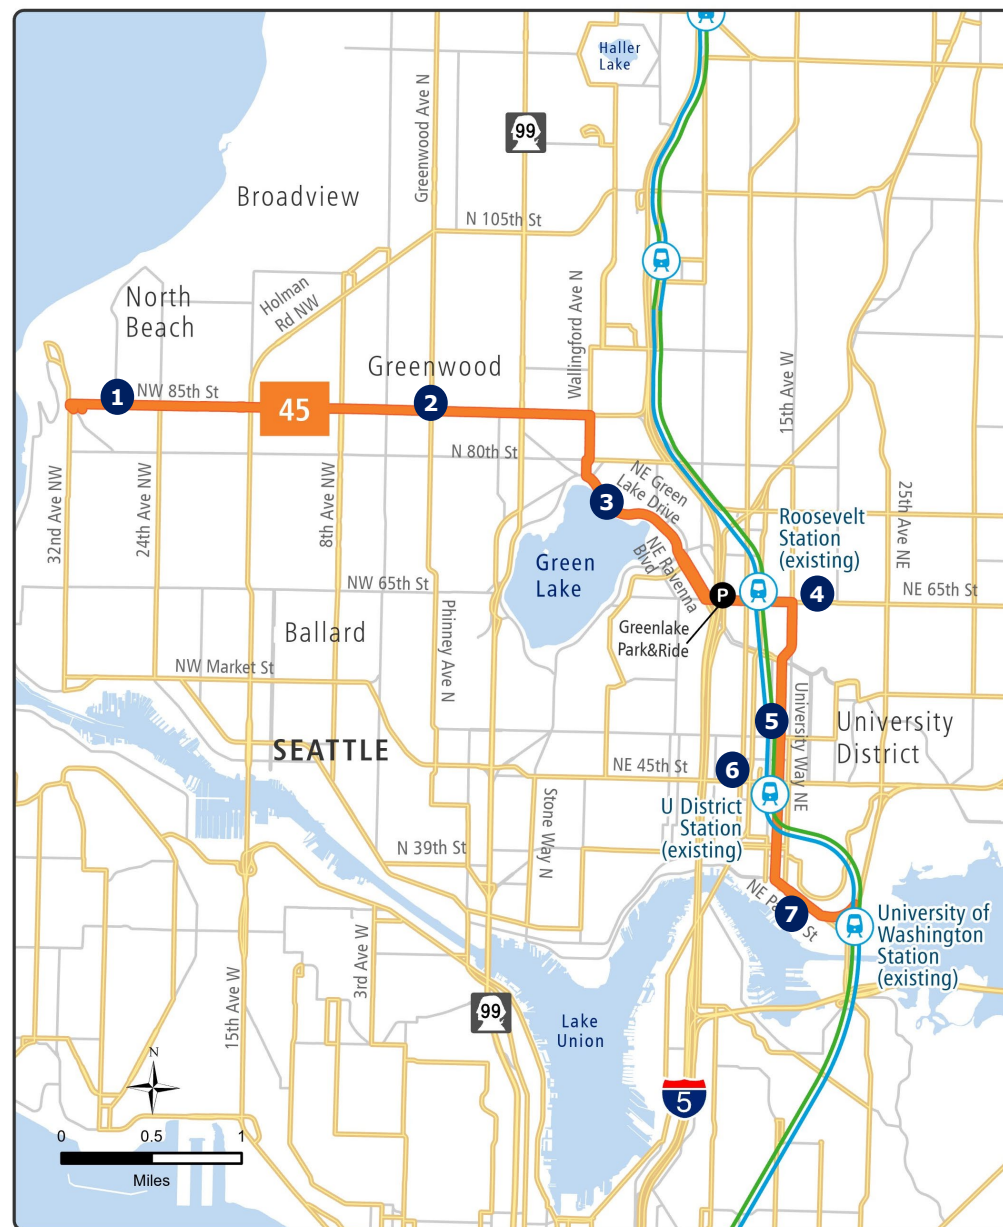 Haller
Lake
Greenwood Ave N
99
Broadview
N 105th St
Holman
Rd NW
Wallingford Ave N
North
Beach
Greenwood
1
NW 85th St
45
2
15th Ave W
N 80th St
NE Green
Lake Drive
3
32nd Ave NW
24th Ave NW
8th Ave NW
25th Ave NE
Roosevelt
Station
(existing)
Green
Lake
NE Ravenna
Blvd
P
4
NW 65th St
NE 65th St
Greenlake
Park&Ride
Ballard
Phinney Ave N
NW Market St
University Way NE
5
University
District
SEATTLE
NE 45th St
6
U District
Station
(existing)
Stone Way N
N 39th St
NE Pa
St
7
University of
Washington
Station
(existing)
3rd Ave W
15th Ave W
99
Lake
Union
N
5
0 0.5 1
Miles